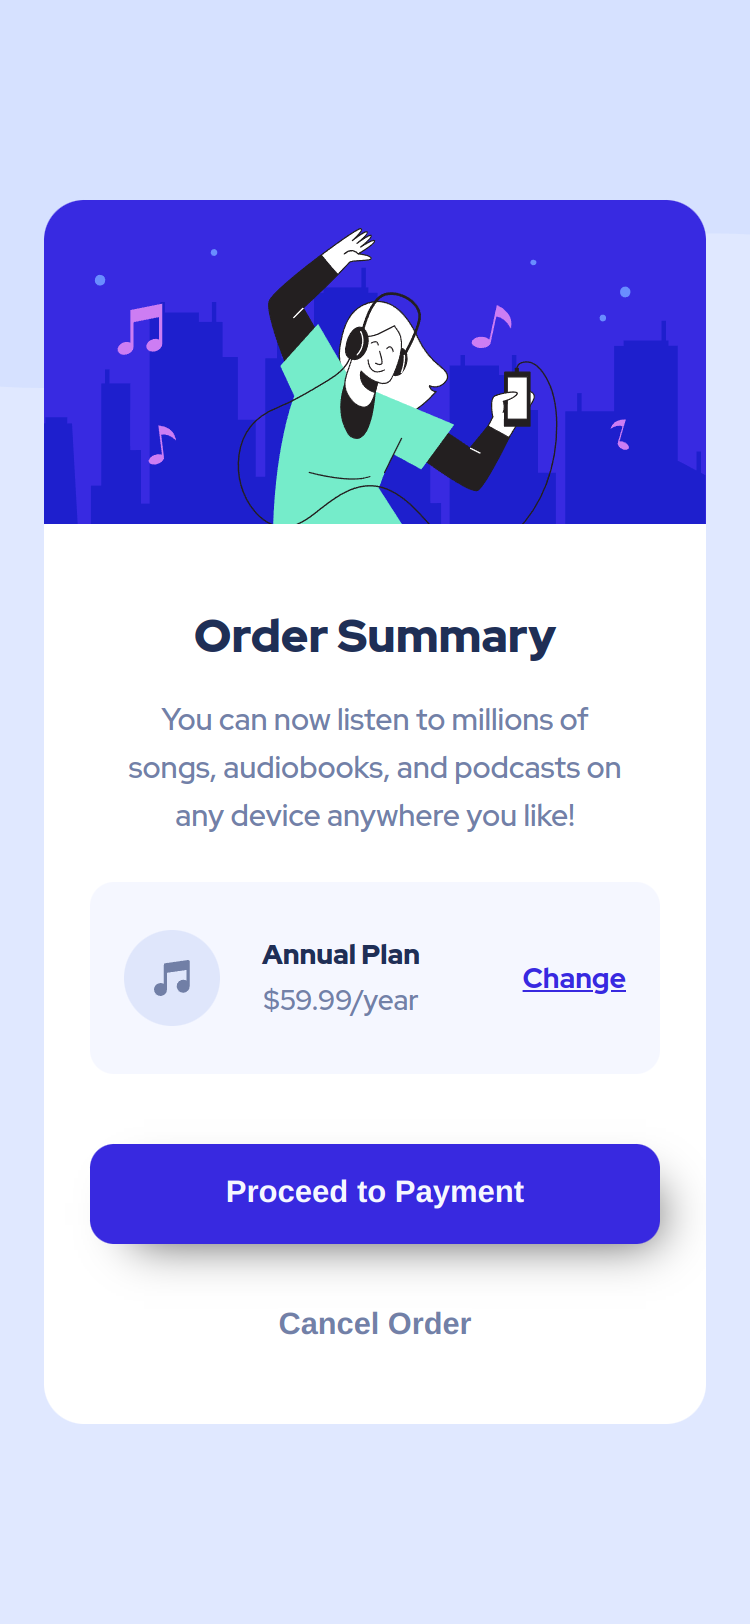 Order Summary
You can now listen to millions of
songs, audiobooks, and podcasts on
any device anywhere you like!
Annual Plan
$59.99/year
Change
Proceed to Payment
Cancel Order